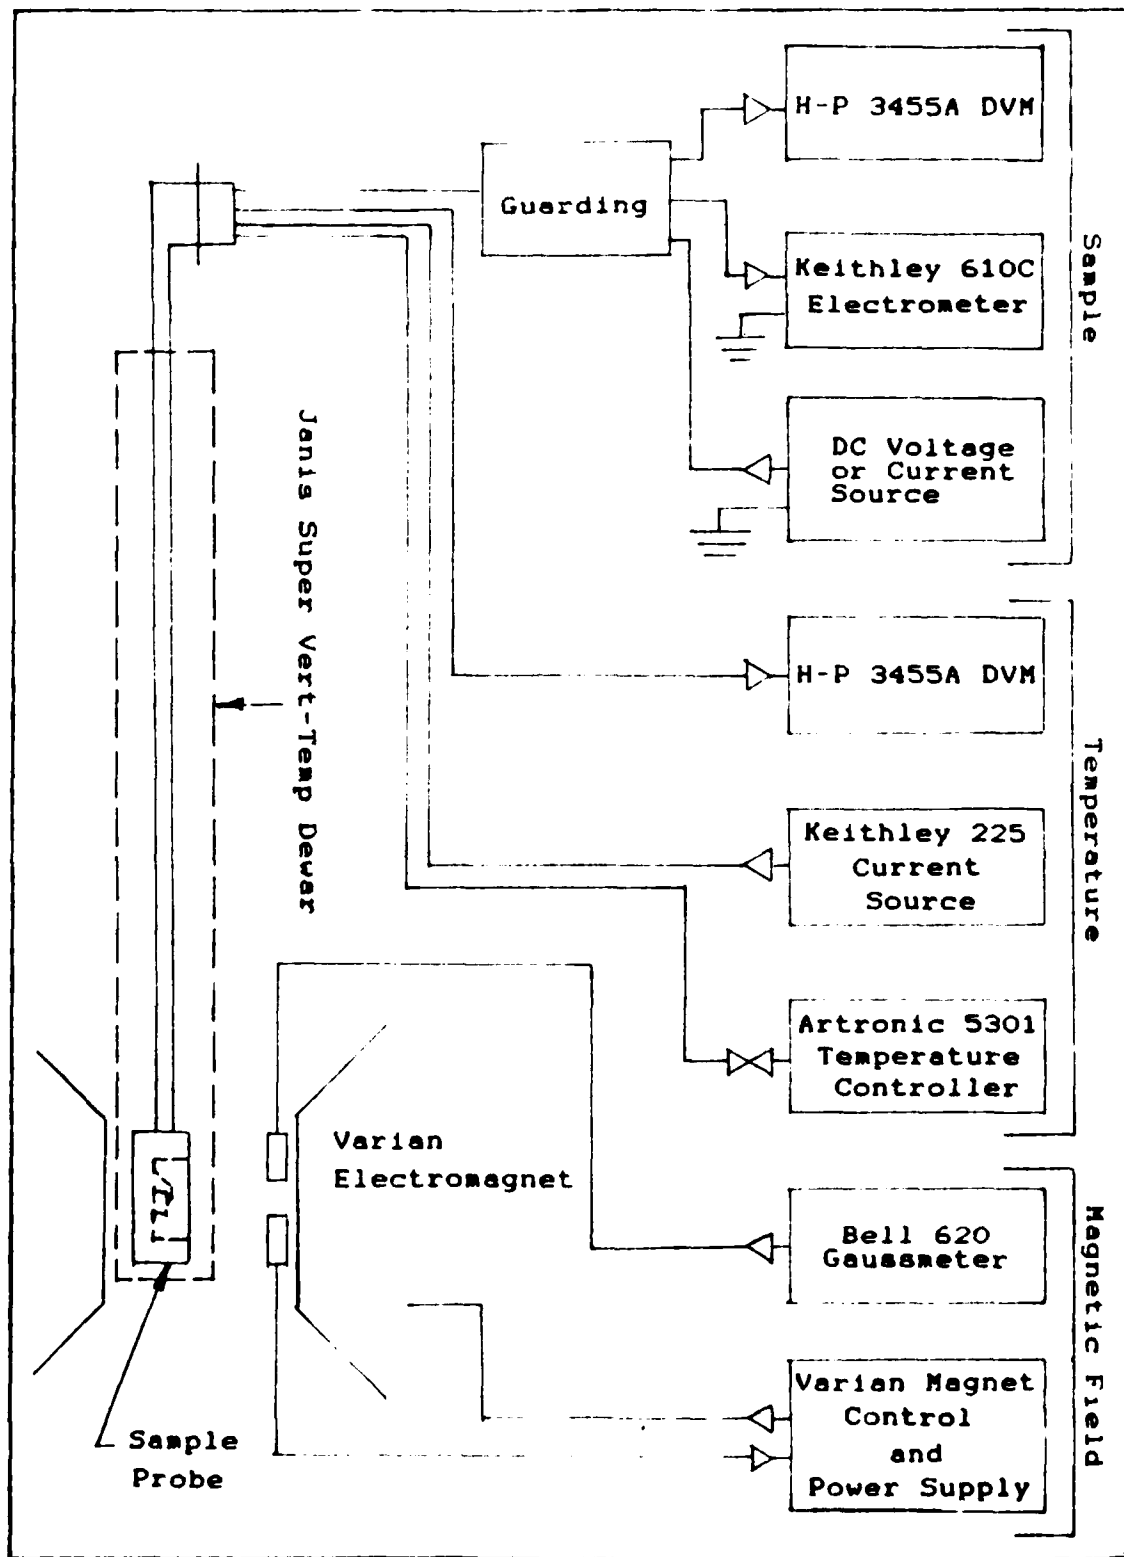 H-P 3455A DVM
Guarding
Keithley 610C
Electrometer
DC Voltage
or Current
Source
Sample
Janis Super Vert-Temp Dewar
H-P 3455A DVM
Keithley 225
Current
Source
Artronic 5301
Temperature
Controller
Temperature
Varian
Electromagnet
Bell 620
Gaussmeter
Varian Magnet
Control
and
Power Supply
Magnetic Field
Sample
Probe